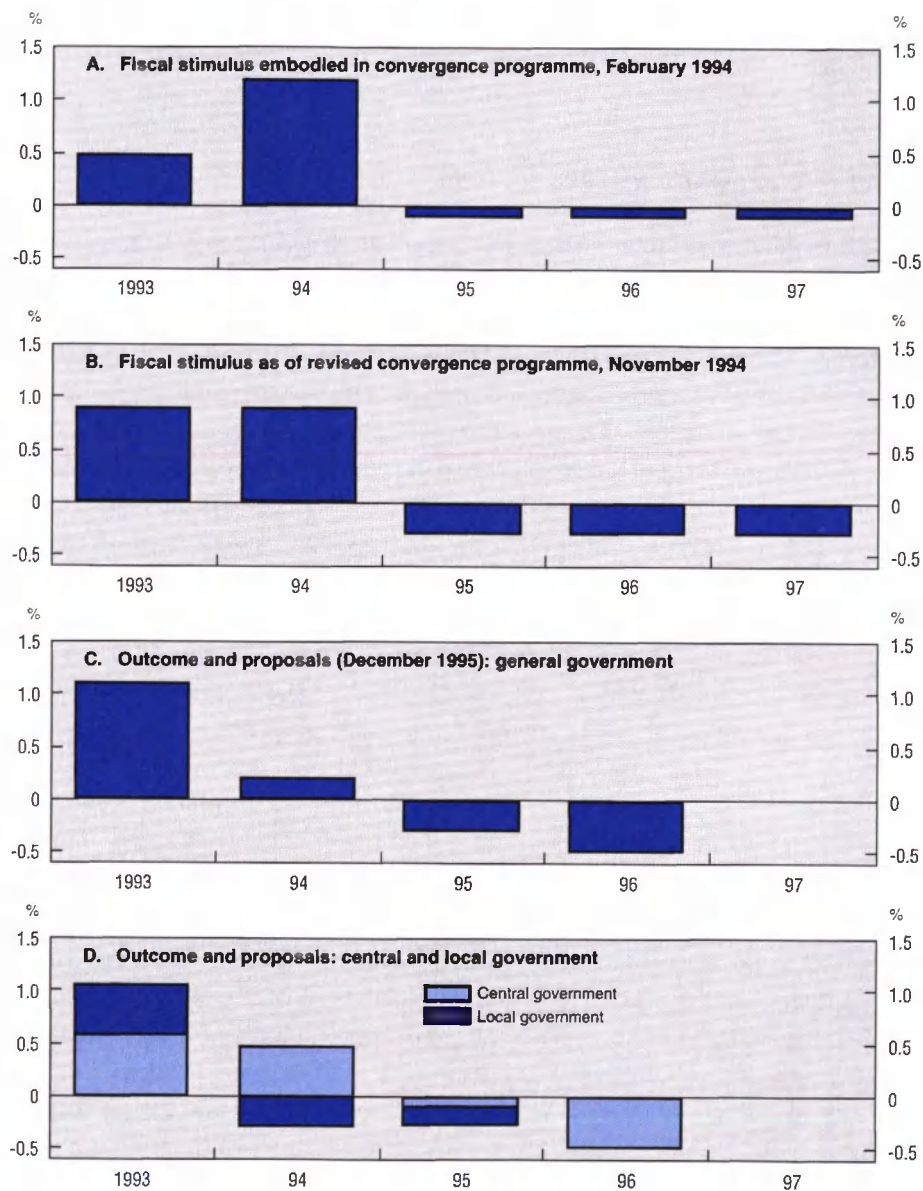 % %
1.5 1.5
A. Fiscal stimulus embodied in convergence programme, February 1994
1.0 1.0
0.5 0.5
0 0
-0.5 -0.5
1993 94 95 96 97
% %
1.5 1.5
B. Fiscal stimulus as of revised convergence programme, November 1994
1.0 1.0
0.5 0.5
0 0
-0.5 -0.5
1993 94 95 96 97
% %
1.5 1.5
C. Outcome and proposals (December 1995): general government
1.0 1.0
0.5 0.5
0 0
-0.5 -0.5
1993 94 95 96 97
% %
1.5 1.5
D. Outcome and proposals: central and local government
Central government
1.0 1.0
Local government
0.5 0.5
0 0
-0.5 -0.5
1993 94 95 96 97